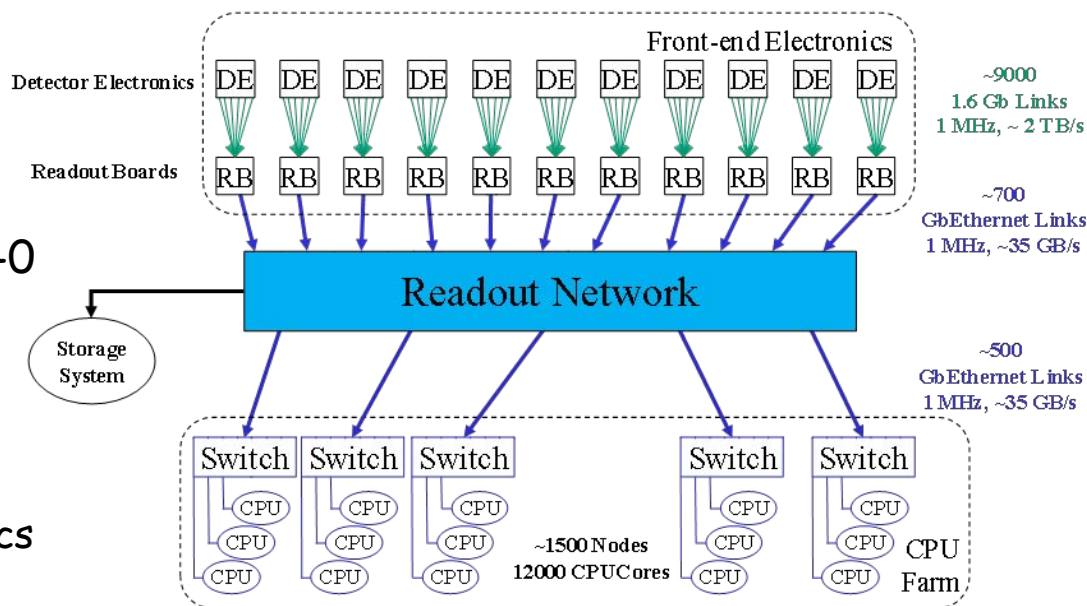 Front-end Electronics
Detector Electronics
DE DE DE DE DE DE DE DE DE DE DE
~9000
1.6 Gb Links
1 MHz, ~ 2 TB/s
Readout Boards
RB RB RB RB RB RB RB RB RB RB RB
~700
GbEthernet Links
1 MHz, ~35 GB/s
-0
Readout Network
Storage
System
~500
GbEthernet Links
1 MHz, ~35 GB/s
Switch Switch Switch Switch Switch
CPU CPU CPU CPU CPU
cs
CPU CPU CPU CPU CPU
CPU CPU CPU CPU CPU
~1500 Nodes
12000 CPU Cores
CPU
Farm